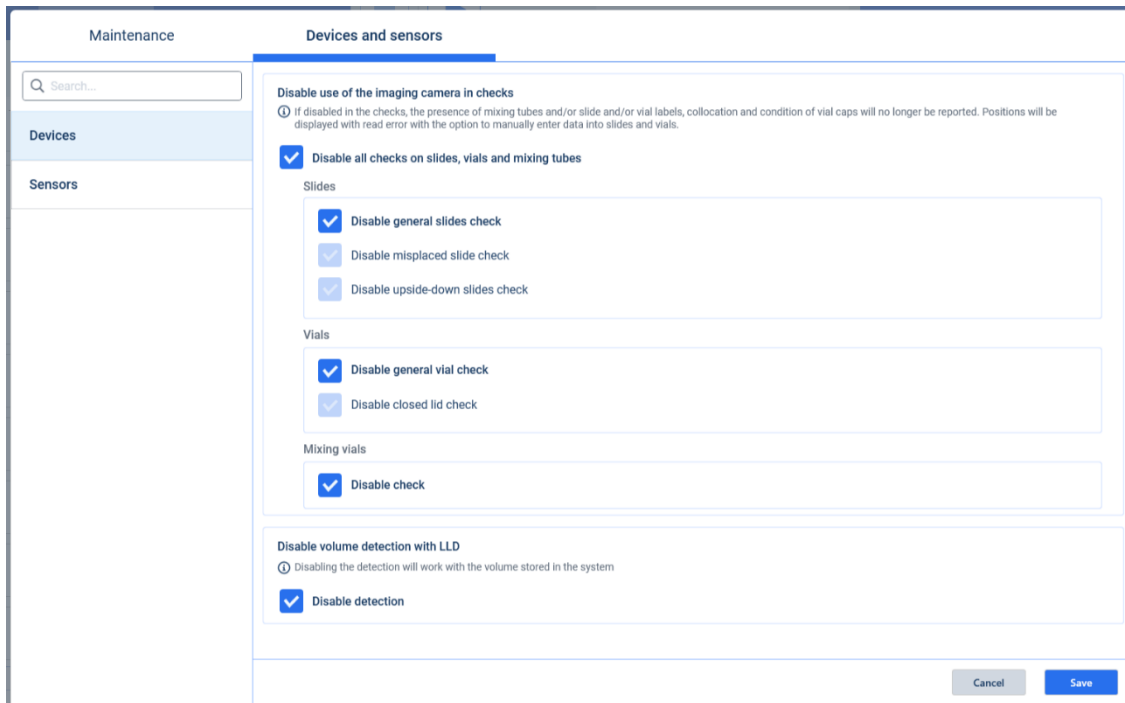 Maintenance
Devices and sensors
Search...
Devices
Sensors
Disable use of the imaging camera in checks
If disabled in the checks, the presence of mixing tubes and/or slide and/or vial labels, collocation and condition of vial caps will no longer be reported. Positions will be
displayed with read error with the option to manually enter data into slides and vials.
Disable all checks on slides, vials and mixing tubes
Slides
Disable general slides check
Disable misplaced slide check
Disable upside-down slides check
Vials
Disable general vial check
Disable closed lid check
Mixing vials
Disable check
Disable volume detection with LLD
Disabling the detection will work with the volume stored in the system
Disable detection
Cancel
Save